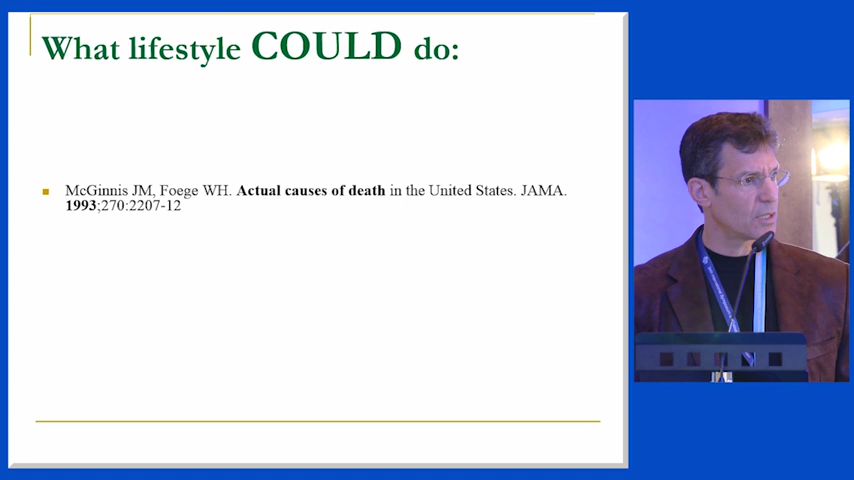 What lifestyle COULD do:
McGinnis JM, Foege WH. Actual causes of death in the United States. JAMA.
1993;270:2207-12